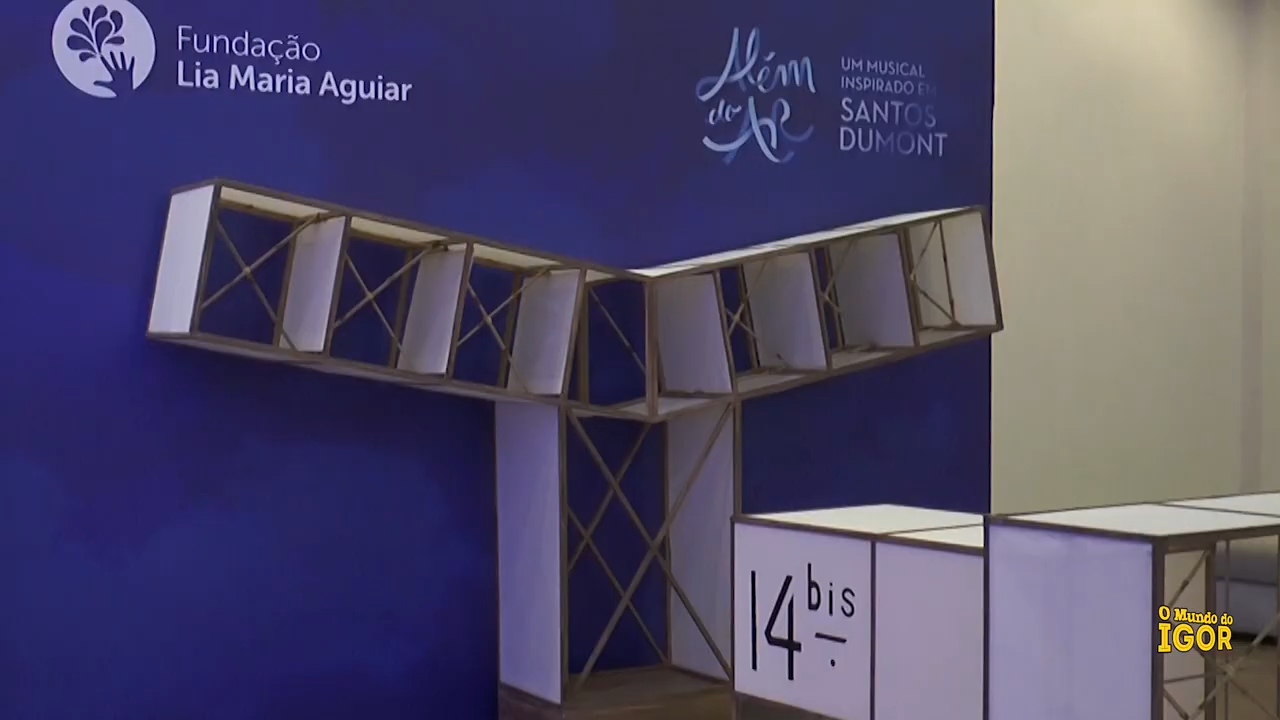 Fundação
Lia Maria Aguiar
Além
do AR
UM MUSICAL
INSPIRADO EM
SANTOS
DUMONT
14 bis
O Mundo do
IGOR